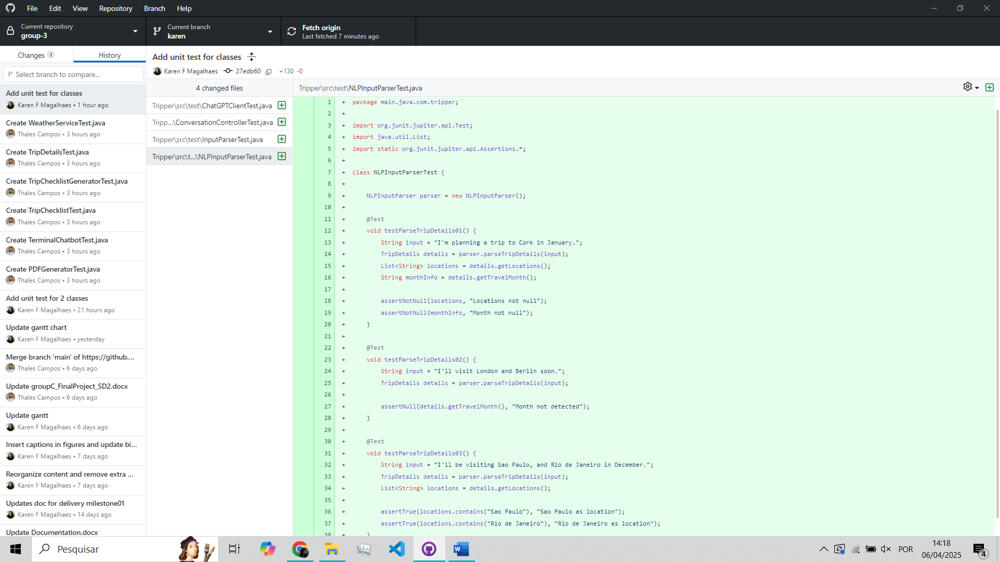 File Edit View Repository Branch Help
Current repository
group-3
Current branch
karen
Fetch origin
Last fetched 7 minutes ago
Changes 1
History
Select branch to compare...
Add unit test for classes
Karen F Magalhaes • 1 hour ago
Create WeatherServiceTest.java
Thales Campos • 3 hours ago
Create TripDetailsTest.java
Thales Campos • 3 hours ago
Create TripChecklistGeneratorTest.java
Thales Campos • 3 hours ago
Create TripChecklistTest.java
Thales Campos • 3 hours ago
Create TerminalChatbotTest.java
Thales Campos • 3 hours ago
Create PDFGeneratorTest.java
Thales Campos • 3 hours ago
Add unit test for 2 classes
Karen F Magalhaes • 21 hours ago
Update gantt chart
Karen F Magalhaes • yesterday
Merge branch 'main' of https://github....
Thales Campos • 6 days ago
Update groupC_FinalProject_SD2.docx
Thales Campos • 6 days ago
Update gantt
Karen F Magalhaes • 6 days ago
Insert captions in figures and update bi...
Karen F Magalhaes • 7 days ago
Reorganize content and remove extra ...
Karen F Magalhaes • 7 days ago
Updates doc for delivery milestone01
Karen F Magalhaes • 14 days ago
Update Documentation.docx
Add unit test for classes
Karen F Magalhaes 27edb60 +130 -0
4 changed files
Tripper\src\test\ChatGPTClientTest.java
Tripp...\ConversationControllerTest.java
Tripper\src\test\InputParserTest.java
Tripper\src\t...\NLPInputParserTest.java
Tripper\src\test\NLPInputParserTest.java
1 + package main.java.com.tripper;
2 +
3 + import org.junit.jupiter.api.Test;
4 + import java.util.List;
5 + import static org.junit.jupiter.api.Assertions.*;
6 +
7 + class NLPInputParserTest {
8 +
9 + NLPInputParser parser = new NLPInputParser();
10 +
11 + @Test
12 + void testParseTripDetails01() {
13 + String input = "I'm planning a trip to Cork in January.";
14 + TripDetails details = parser.parseTripDetails(input);
15 + List<String> locations = details.getLocations();
16 + String monthInfo = details.getTravelMonth();
17 +
18 + assertNotNull(locations, "Locations not null");
19 + assertNotNull(monthInfo, "Month not null");
20 + }
21 +
22 + @Test
23 + void testParseTripDetails02() {
24 + String input = "I'll visit London and Berlin soon.";
25 + TripDetails details = parser.parseTripDetails(input);
26 +
27 + assertNull(details.getTravelMonth(), "Month not detected");
28 + }
29 +
30 + @Test
31 + void testParseTripDetails03() {
32 + String input = "I'll be visiting Sao Paulo, and Rio de Janeiro in December.";
33 + TripDetails details = parser.parseTripDetails(input);
34 + List<String> locations = details.getLocations();
35 +
36 + assertTrue(locations.contains("Sao Paulo"), "Sao Paulo as location");
37 + assertTrue(locations.contains("Rio de Janeiro"), "Rio de Janeiro as location");
38 + }
Pesquisar
POR
14:18
06/04/2025
4